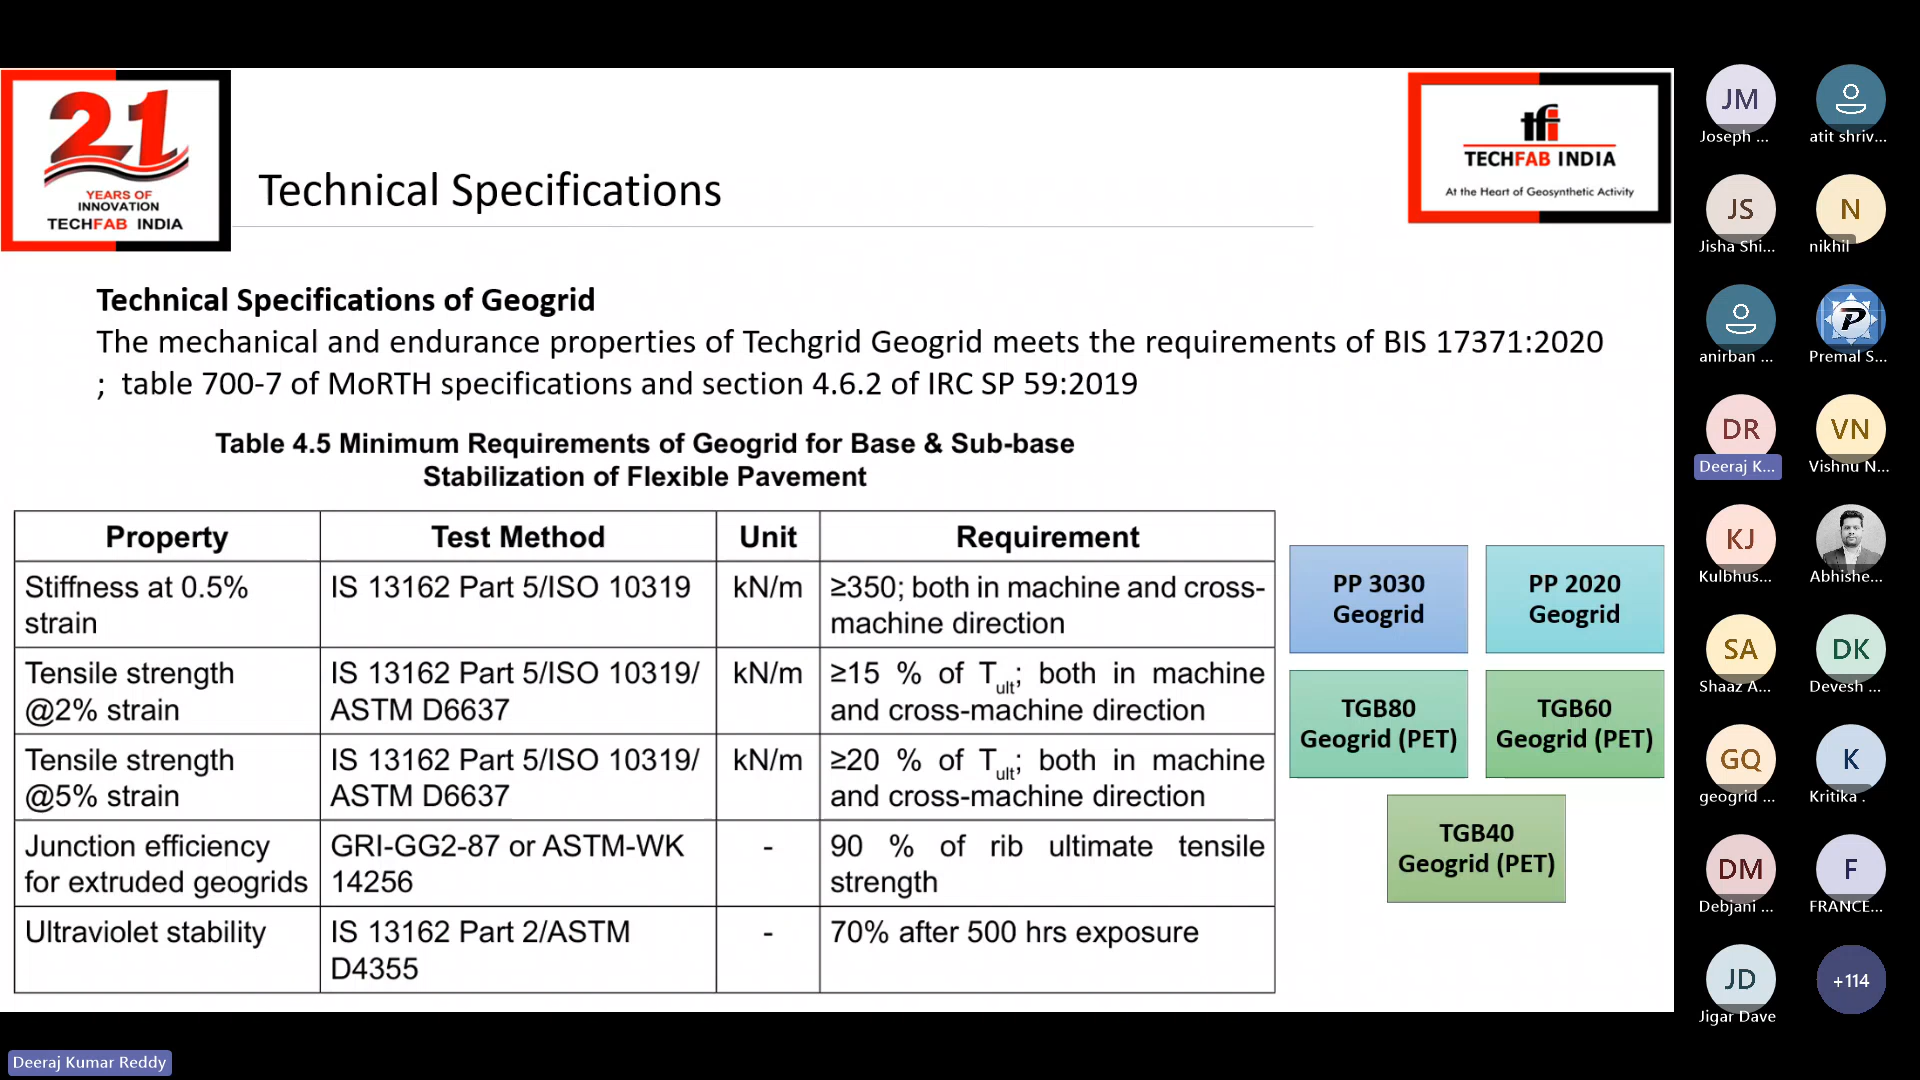 21
YEARS OF
INNOVATION
TECHFAB INDIA
Technical Specifications
tfi
TECHFAB INDIA
At the Heart of Geosynthetic Activity
Technical Specifications of Geogrid
The mechanical and endurance properties of Techgrid Geogrid meets the requirements of BIS 17371:2020
; table 700-7 of MoRTH specifications and section 4.6.2 of IRC SP 59:2019
Table 4.5 Minimum Requirements of Geogrid for Base & Sub-base
Stabilization of Flexible Pavement
Property Test Method Unit Requirement
Stiffness at 0.5% IS 13162 Part 5/ISO 10319 kN/m ≥350; both in machine and cross-
strain machine direction
Tensile strength IS 13162 Part 5/ISO 10319/ kN/m ≥15 % of Tult; both in machine
@2% strain ASTM D6637 and cross-machine direction
Tensile strength IS 13162 Part 5/ISO 10319/ kN/m ≥20 % of Tult; both in machine
@5% strain ASTM D6637 and cross-machine direction
Junction efficiency GRI-GG2-87 or ASTM-WK - 90 % of rib ultimate tensile
for extruded geogrids 14256 strength
Ultraviolet stability IS 13162 Part 2/ASTM - 70% after 500 hrs exposure
D4355
PP 3030
Geogrid
PP 2020
Geogrid
TGB80
Geogrid (PET)
TGB60
Geogrid (PET)
TGB40
Geogrid (PET)
JM
Joseph ...
atit shriv...
JS
Jisha Shi...
N
nikhil
anirban ...
P
Premal S...
DR
Deeraj K...
VN
Vishnu N...
KJ
Kulbhus...
Abhishe...
SA
Shaaz A...
DK
Devesh ...
GQ
geogrid ...
K
Kritika .
DM
Debjani ...
F
FRANCE...
JD
Jigar Dave
+114
Deeraj Kumar Reddy